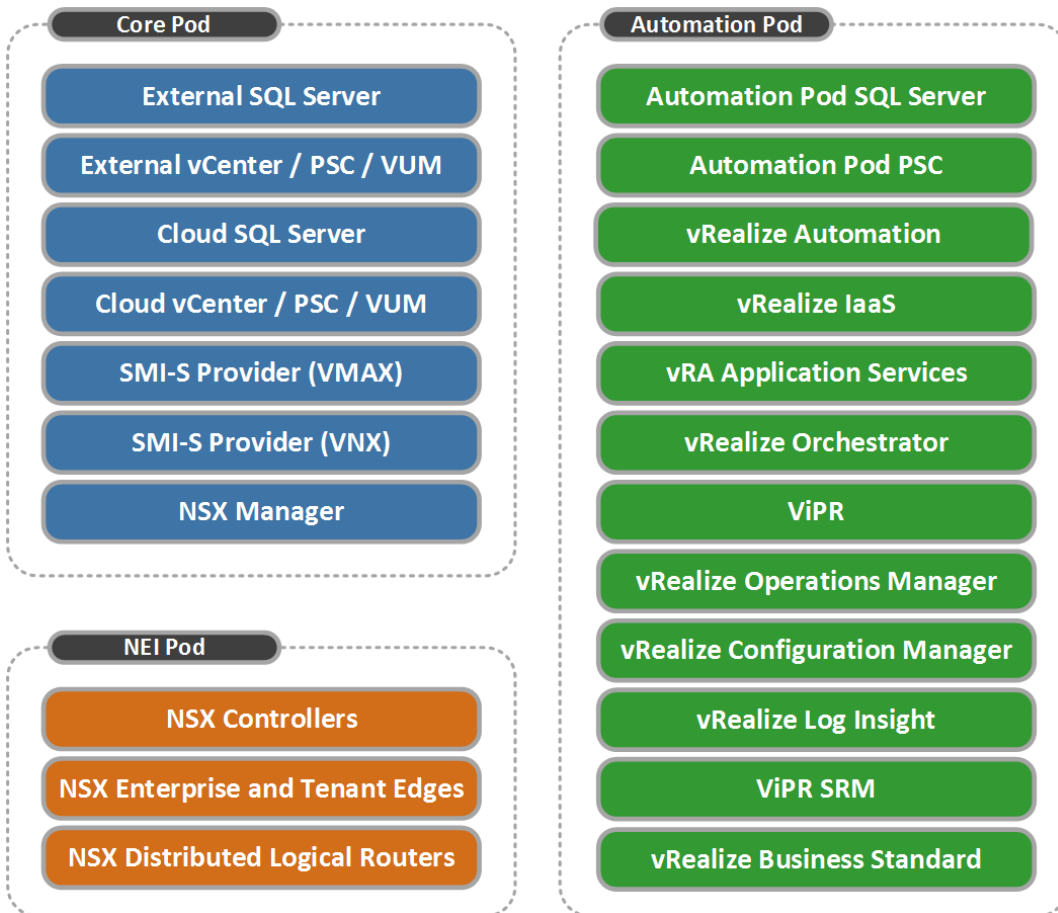 Core Pod
External SQL Server
External vCenter / PSC / VUM
Cloud SQL Server
Cloud vCenter / PSC / VUM
SMI-S Provider (VMAX)
SMI-S Provider (VNX)
NSX Manager
NEI Pod
NSX Controllers
NSX Enterprise and Tenant Edges
NSX Distributed Logical Routers
Automation Pod
Automation Pod SQL Server
Automation Pod PSC
vRealize Automation
vRealize IaaS
vRA Application Services
vRealize Orchestrator
ViPR
vRealize Operations Manager
vRealize Configuration Manager
vRealize Log Insight
ViPR SRM
vRealize Business Standard